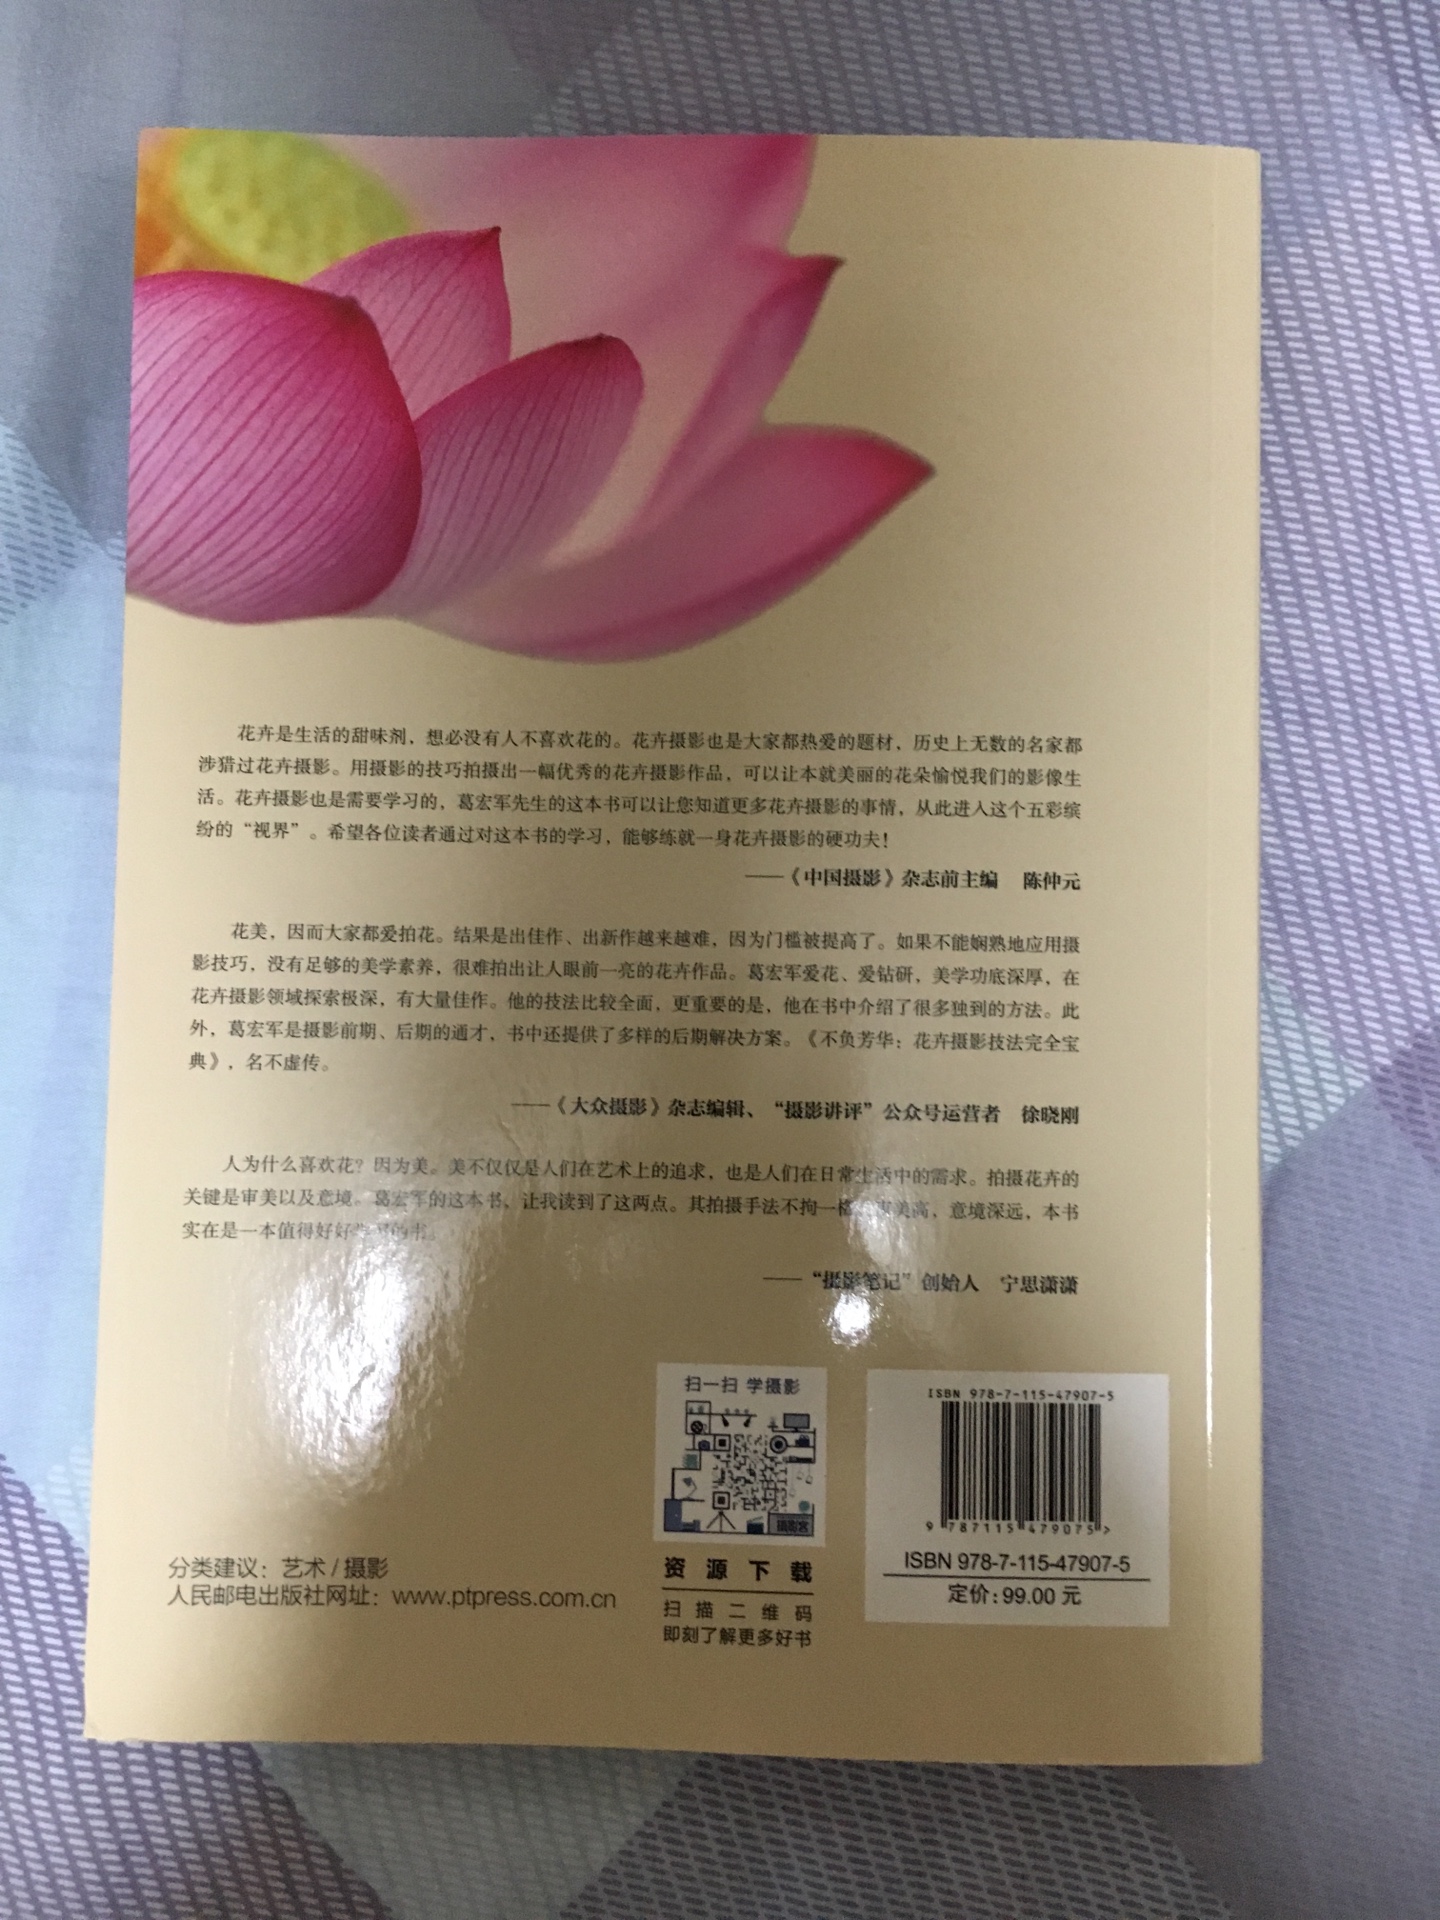 花卉是生活的甜味剂，想必没有人不喜欢花的。花卉摄影也是大家都热爱的题材，历史上无数的名家都
涉猎过花卉摄影。用摄影的技巧拍摄出一幅优秀的花卉摄影作品，可以让本就美丽的花朵愉悦我们的影像生
活。花卉摄影也是需要学习的，葛宏军先生的这本书可以让您知道更多花卉摄影的事情，从此进入这个五彩缤
纷的“视界”。希望各位读者通过对这本书的学习，能够练就一身花卉摄影的硬功夫！
——《中国摄影》杂志前主编 陈仲元
花美，因而大家都爱拍花。结果是出佳作、出新作越来越难，因为门槛被提高了。如果不能娴熟地应用摄
影技巧，没有足够的美学素养，很难拍出让人眼前一亮的花卉作品。葛宏军爱花、爱钻研，美学功底深厚，在
花卉摄影领域探索极深，有大量佳作。他的技法比较全面，更重要的是，他在书中介绍了很多独到的方法。此
外，葛宏军是摄影前期、后期的通才，书中还提供了多样的后期解决方案。《不负芳华：花卉摄影技法完全宝
典》，名不虚传。
——《大众摄影》杂志编辑、“摄影讲评”公众号运营者 徐晓刚
人为什么喜欢花？因为美。美不仅仅是人们在艺术上的追求，也是人们在日常生活中的需求。拍摄花卉的
关键是审美以及意境。葛宏军的这本书，让我读到了这两点。其拍摄手法不拘一格，审美高，意境深远，本书
实在是一本值得好好学习的书。
——“摄影笔记”创始人 宁思潇潇
扫一扫 学摄影
摄影客
资源下载
扫描二维码
即刻了解更多好书
ISBN 978-7-115-47907-5
9 787115 479075 >
ISBN 978-7-115-47907-5
定价：99.00 元
分类建议：艺术 / 摄影
人民邮电出版社网址：www.ptpress.com.cn